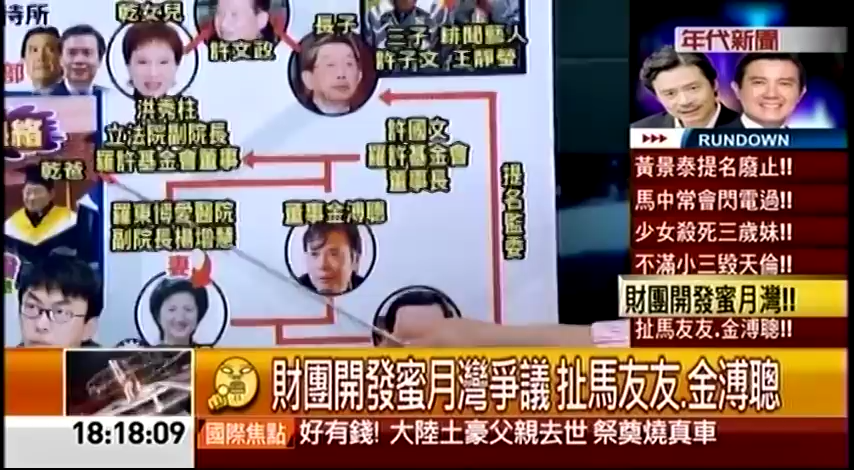 待所
乾女兒
許文政
長子
三子 緋聞藝人
許子文 王靜瑩
郭
洪秀柱
立法院副院長
羅許基金會董事
乾爸
絡
許國文
羅許基金會
董事長
提名監委
羅東博愛醫院
副院長楊增慧
妻
董事金溥聰
年代新聞
RUNDOWN
黃景泰提名廢止!!
馬中常會閃電過!!
少女殺死三歲妹!!
不滿小三毀天倫!!
財團開發蜜月灣!!
扯馬友友.金溥聰!!
財團開發蜜月灣爭議 扯馬友友.金溥聰
18:18:09
國際焦點
好有錢! 大陸土豪父親去世 祭奠燒真車